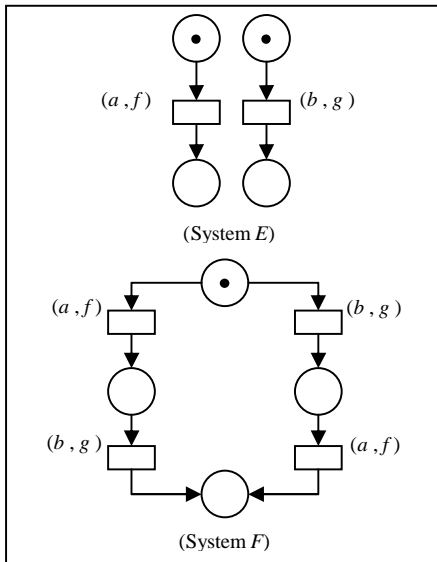 (a ,f) (b , g)
(System E)
(a ,f) (b , g)
(b , g) (a ,f)
(System F)